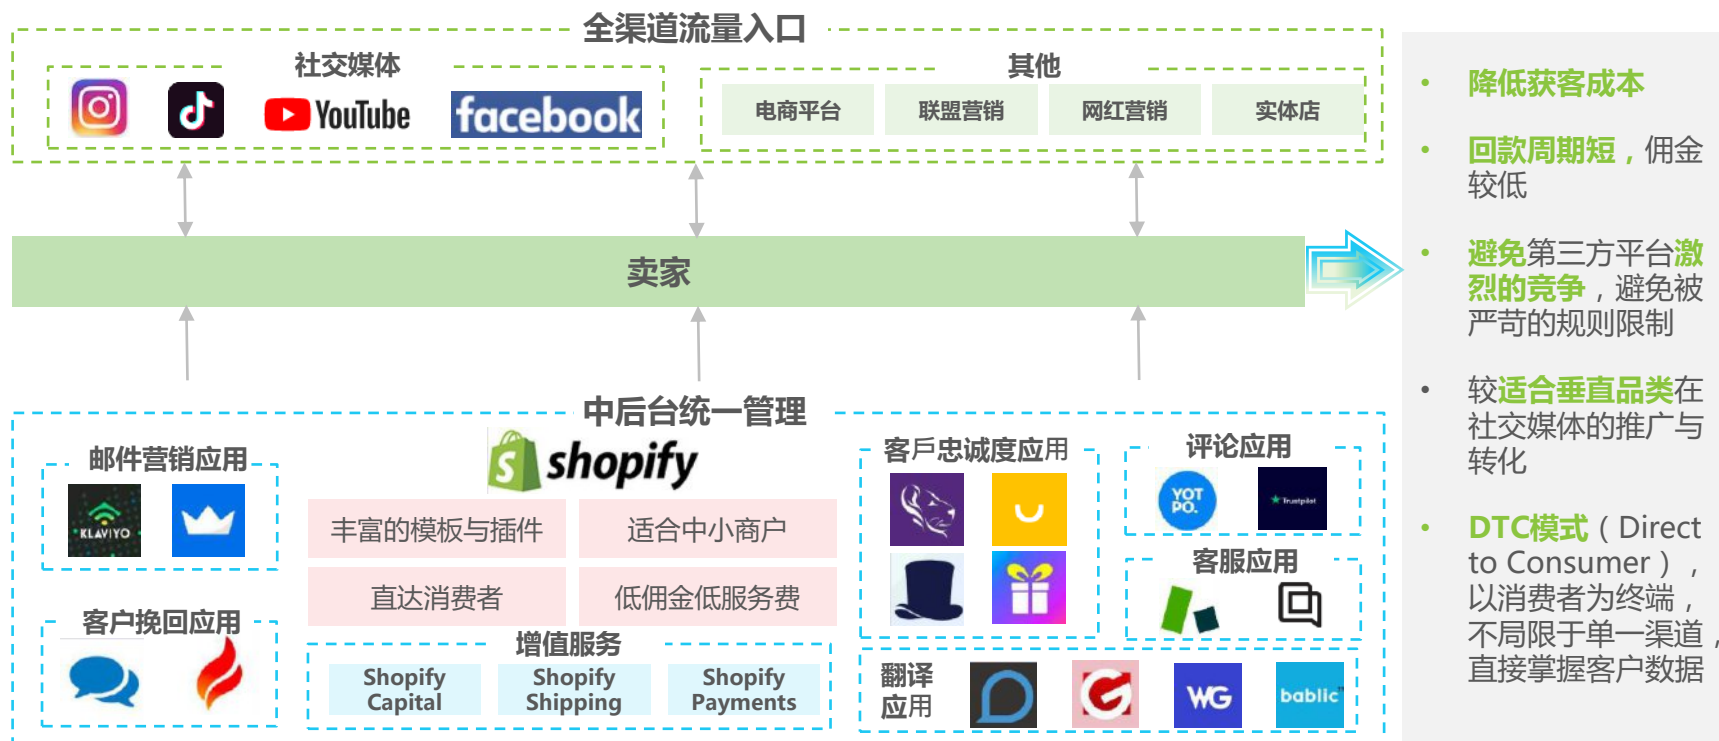 全渠道流量入口
社交媒体
YouTube
facebook
其他
电商平台
联盟营销
网红营销
实体店
卖家
中后台统一管理
邮件营销应用
KLAVIYO
客户挽回应用
shopify
丰富的模板与插件
适合中小商户
直达消费者
低佣金低服务费
增值服务
Shopify
Capital
Shopify
Shipping
Shopify
Payments
客戶忠诚度应用
评论应用
YOT
PO.
Trustpilot
客服应用
翻译
应用
G
WG
bablic
• 降低获客成本
• 回款周期短，佣金
较低
• 避免第三方平台激
烈的竞争，避免被
严苛的规则限制
• 较适合垂直品类在
社交媒体的推广与
转化
• DTC模式（Direct
to Consumer），
以消费者为终端，
不局限于单一渠道，
直接掌握客户数据